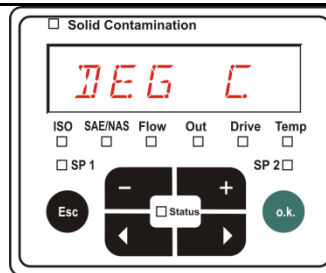 Solid Contamination
DEG C
ISO SAE/NAS Flow Out Drive Temp
SP 1 SP 2
- +
Esc Status o.k.